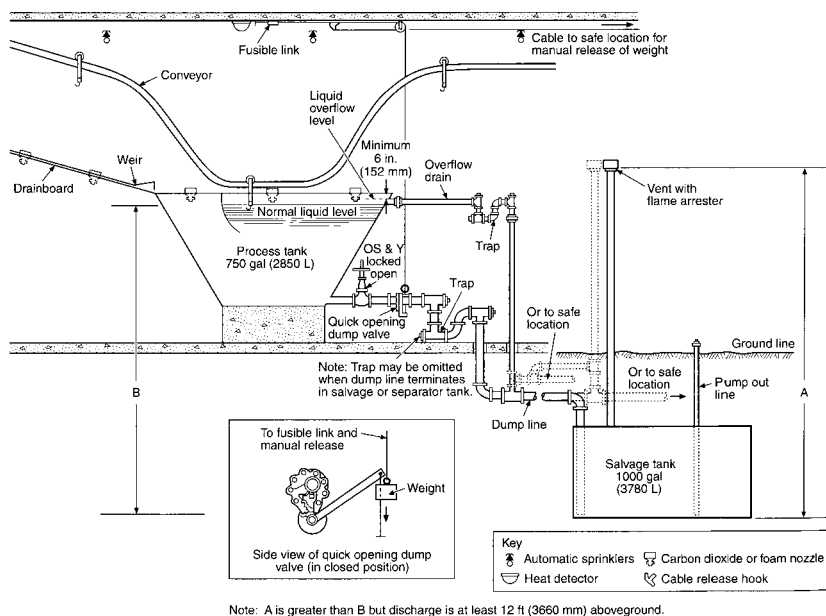 Fusible link
Cable to safe location for
manual release of weight
Conveyor
Liquid
overflow
level
Minimum
6 in.
(152 mm)
Overflow
drain
Weir
Drainboard
Normal liquid level
Trap
Vent with
flame arrester
Process tank
750 gal (2850 L)
OS & Y
locked
open
Trap
Quick opening
dump valve
Or to safe
location
Ground line
Note: Trap may be omitted
when dump line terminates
in salvage or separator tank.
Or to safe
location
Pump out
line
B
A
Dump line
To fusible link and
manual release
Weight
Side view of quick opening dump
valve (in closed position)
Salvage tank
1000 gal
(3780 L)
Key
Automatic sprinklers
Carbon dioxide or foam nozzle
Heat detector
Cable release hook
Note: A is greater than B but discharge is at least 12 ft (3660 mm) aboveground.